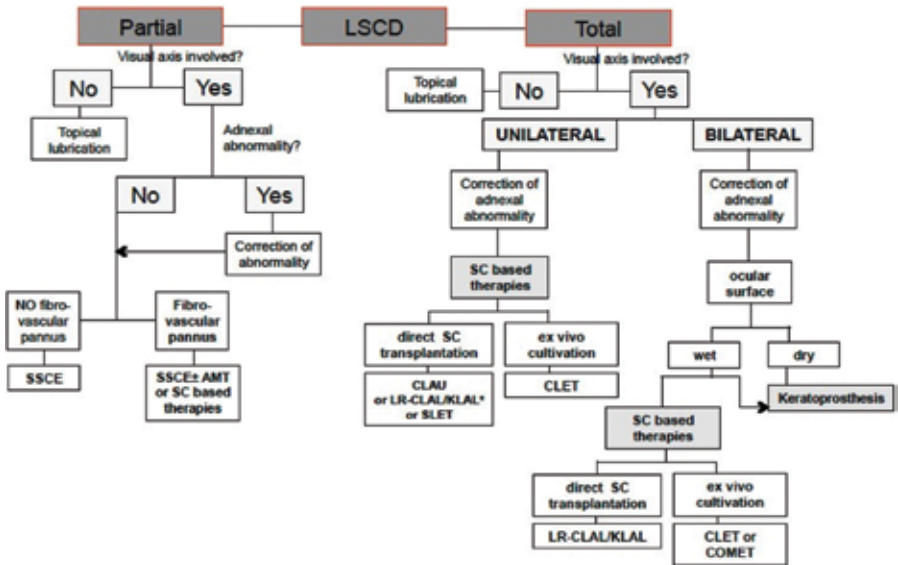 Partial
LSCD
Total
Visual axis involved?
No
Yes
Topical
lubrication
Adnexal
abnormality?
No
Yes
Correction of
abnormality
NO fibro-
vascular
pannus
Fibro-
vascular
pannus
SSCE
SSCE± AMT
or SC based
therapies
Visual axis involved?
Topical
lubrication
No
Yes
UNILATERAL
BILATERAL
Correction of
adnexal
abnormality
Correction of
adnexal
abnormality
SC based
therapies
ocular
surface
direct SC
transplantation
ex vivo
cultivation
wet
dry
CLAU
or LR-CLAL/KLAL*
or SLET
CLET
Keratoprosthesis
SC based
therapies
direct SC
transplantation
ex vivo
cultivation
LR-CLAL/KLAL
CLET or
COMET